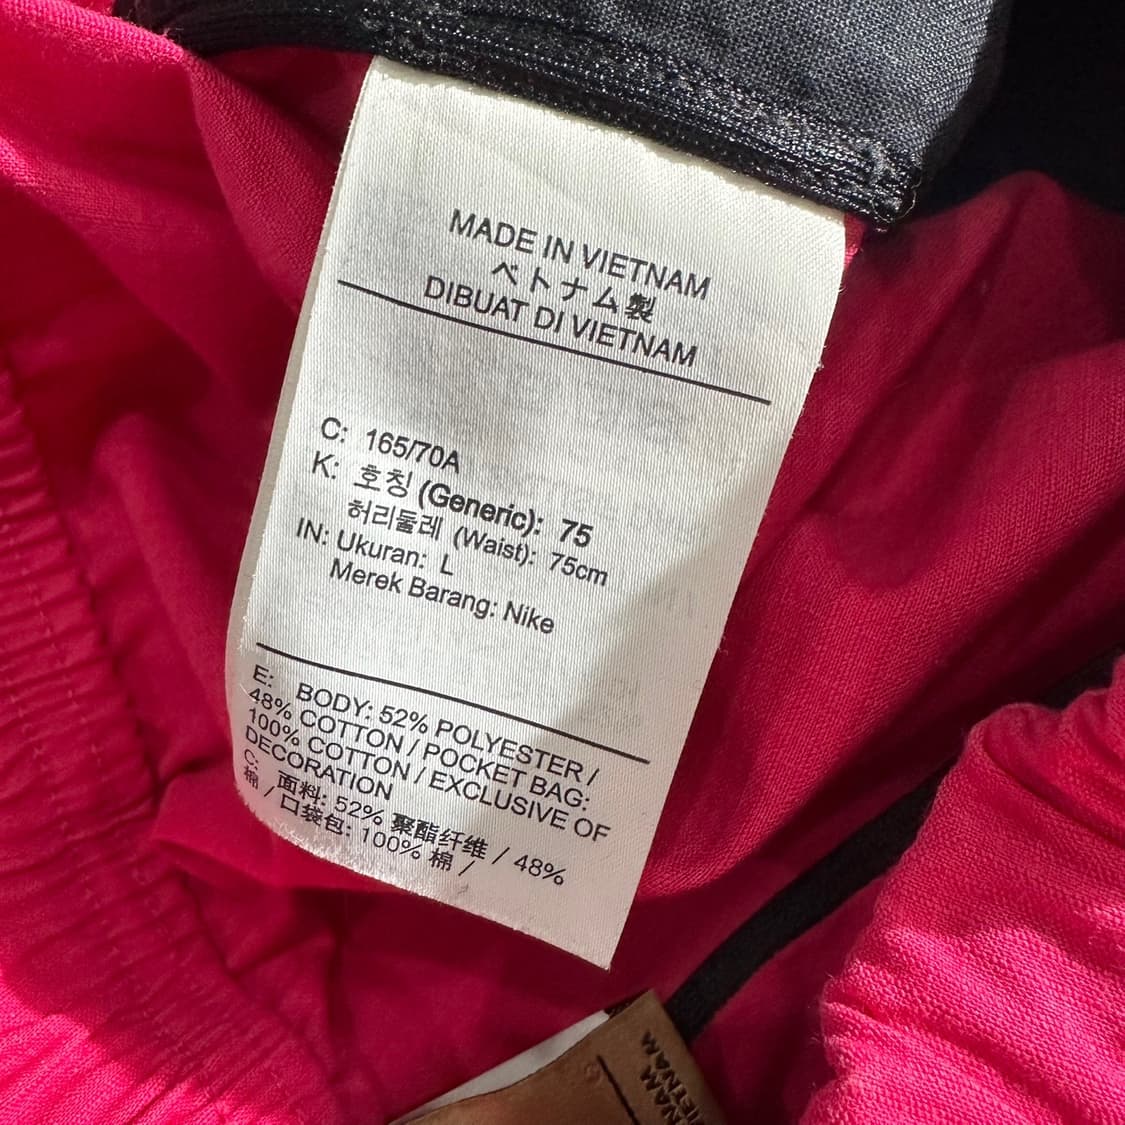 MADE IN VIETNAM
ベトナム製
DIBUAT DI VIETNAM
C: 165/70A
K: 호칭 (Generic): 75
허리둘레 (Waist): 75cm
IN: Ukuran: L
Merek Barang: Nike
E: BODY: 52% POLYESTER /
48% COTTON / POCKET BAG:
100% COTTON / EXCLUSIVE OF
DECORATION
C: 面料: 52% 聚酯纤维 / 48%
棉 / 口袋包: 100% 棉 /